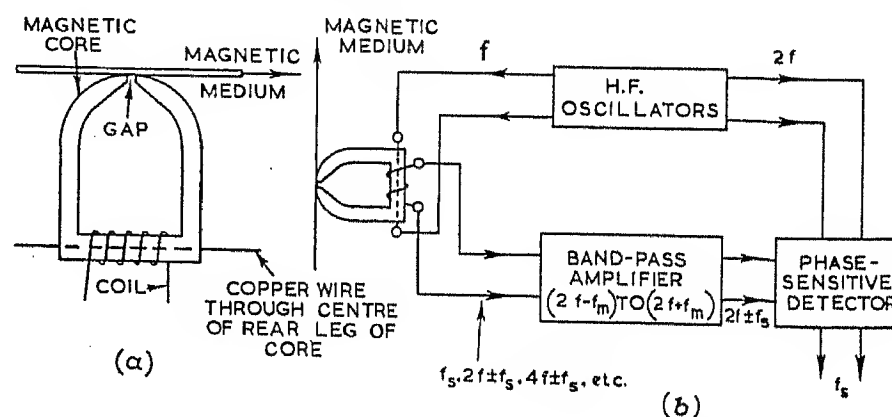 MAGNETIC
CORE
MAGNETIC
MEDIUM
GAP
COIL
COPPER WIRE
THROUGH CENTRE
OF REAR LEG OF
CORE
(a)
MAGNETIC
MEDIUM
f
H.F.
OSCILLATORS
2f
BAND-PASS
AMPLIFIER
(2f-fm) TO (2f+fm)
2f±fs
PHASE-
SENSITIVE
DETECTOR
fs, 2f±fs, 4f±fs, etc.
fs
(b)